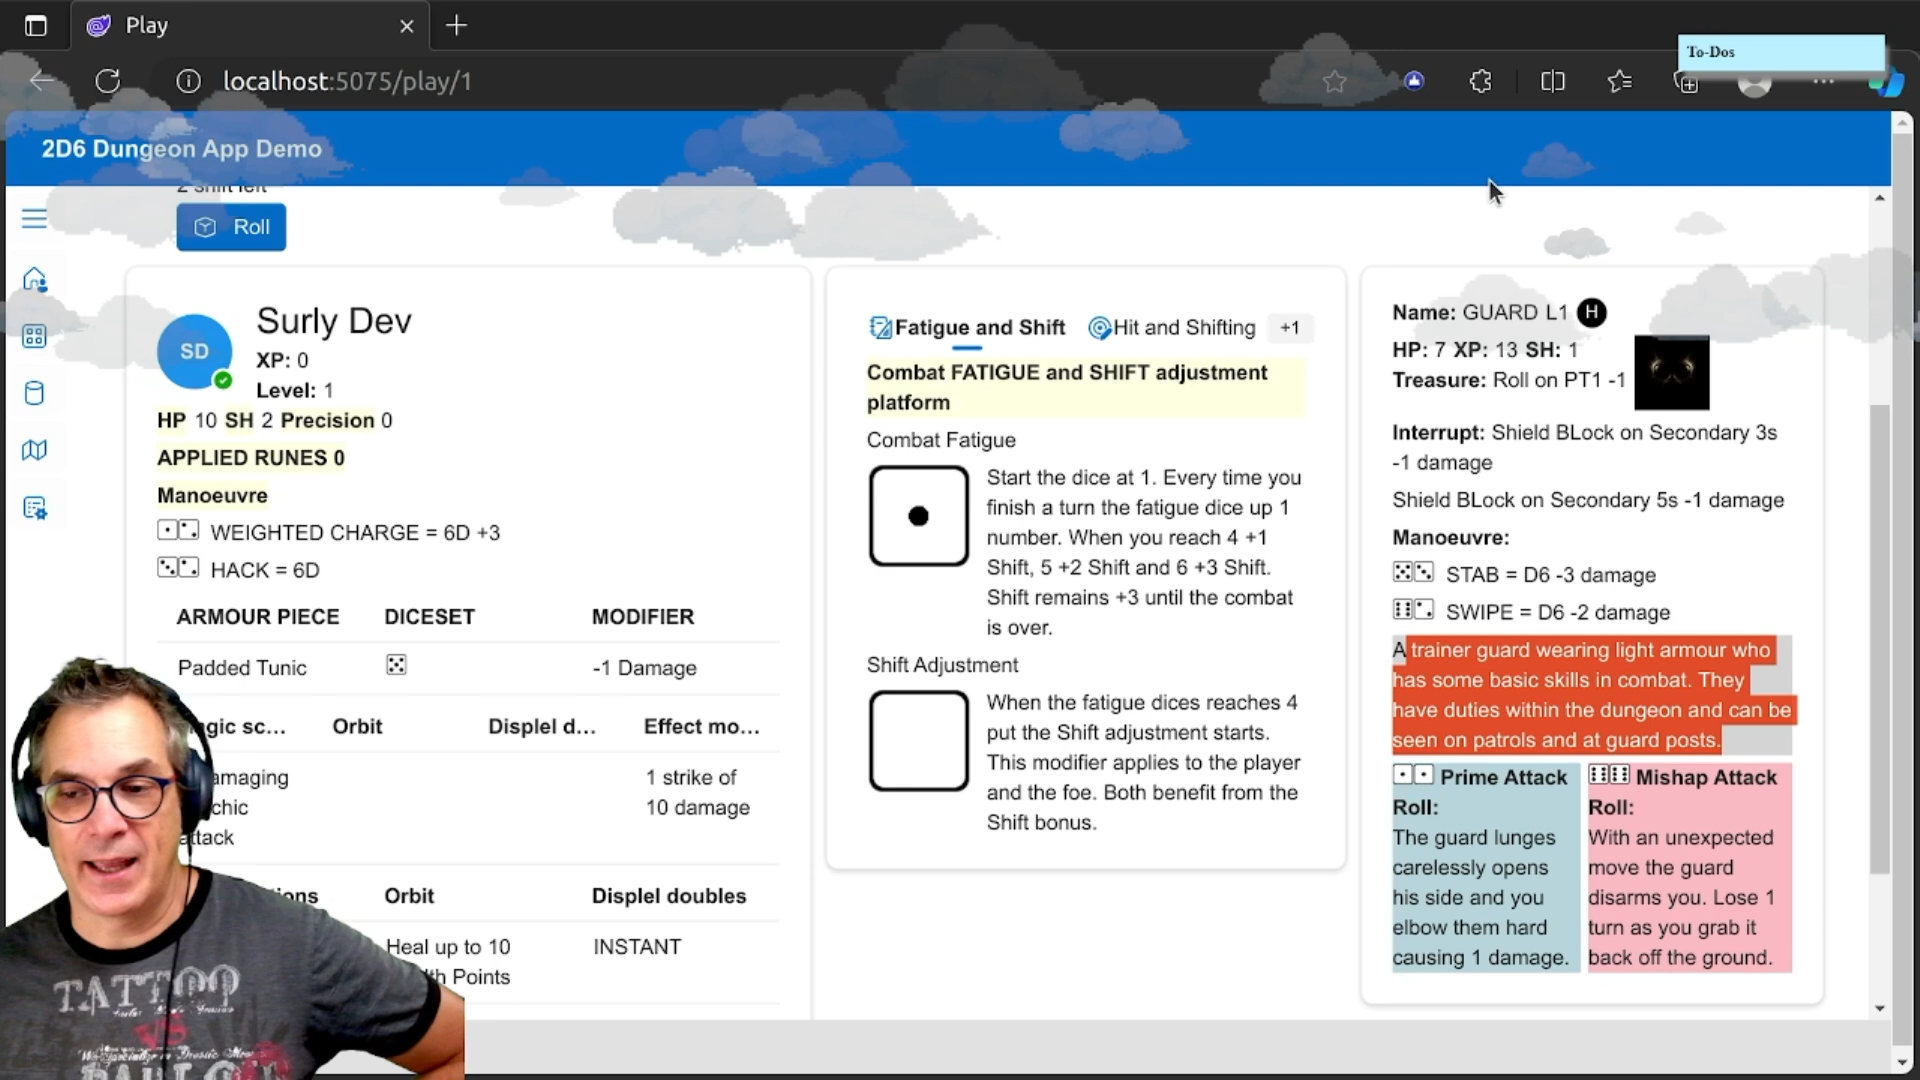 Play
To-Dos
localhost:5075/play/1
2D6 Dungeon App Demo
2 shift left
Roll
SD
Surly Dev
XP: 0
Level: 1
HP 10 SH 2 Precision 0
APPLIED RUNES 0
Manoeuvre
WEIGHTED CHARGE = 6D +3
HACK = 6D
ARMOUR PIECE DICESET MODIFIER
Padded Tunic -1 Damage
gic sc... Orbit Displel d... Effect mo...
amaging
chic
attack
1 strike of
10 damage
ns Orbit Displel doubles
Heal up to 10
th Points
INSTANT
Fatigue and Shift Hit and Shifting +1
Combat FATIGUE and SHIFT adjustment
platform
Combat Fatigue
Start the dice at 1. Every time you
finish a turn the fatigue dice up 1
number. When you reach 4 +1
Shift, 5 +2 Shift and 6 +3 Shift.
Shift remains +3 until the combat
is over.
Shift Adjustment
When the fatigue dices reaches 4
put the Shift adjustment starts.
This modifier applies to the player
and the foe. Both benefit from the
Shift bonus.
Name: GUARD L1 H
HP: 7 XP: 13 SH: 1
Treasure: Roll on PT1 -1
Interrupt: Shield BLock on Secondary 3s
-1 damage
Shield BLock on Secondary 5s -1 damage
Manoeuvre:
STAB = D6 -3 damage
SWIPE = D6 -2 damage
A trainer guard wearing light armour who
has some basic skills in combat. They
have duties within the dungeon and can be
seen on patrols and at guard posts.
Prime Attack
Roll:
The guard lunges
carelessly opens
his side and you
elbow them hard
causing 1 damage.
Mishap Attack
Roll:
With an unexpected
move the guard
disarms you. Lose 1
turn as you grab it
back off the ground.
TATTOO
VS